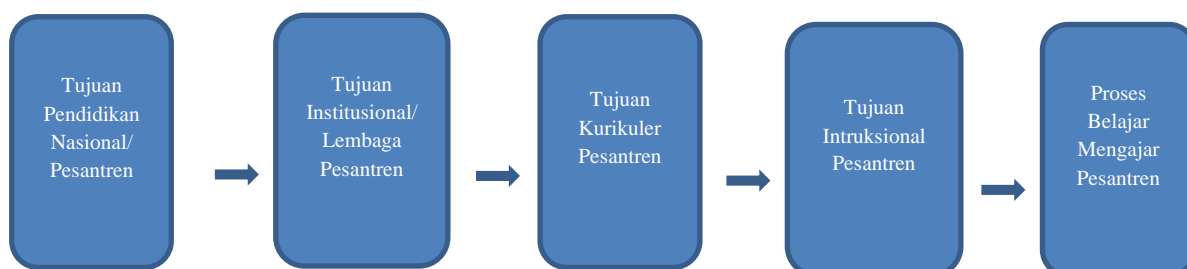 Tujuan
Pendidikan
Nasional/
Pesantren
Tujuan
Institusional/
Lembaga
Pesantren
Tujuan
Kurikuler
Pesantren
Tujuan
Intruksional
Pesantren
Proses
Belajar
Mengajar
Pesantren